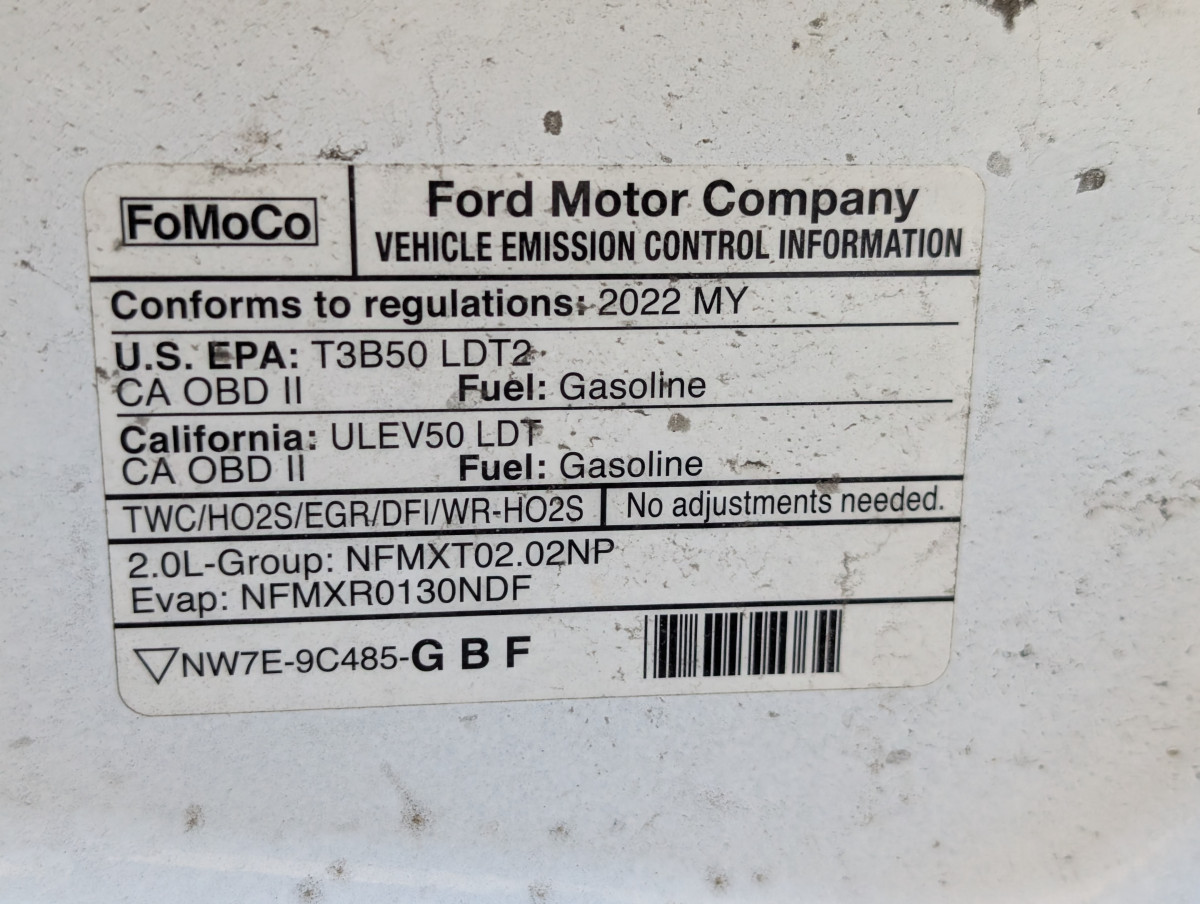 FoMoCo
Ford Motor Company
VEHICLE EMISSION CONTROL INFORMATION
Conforms to regulations: 2022 MY
U.S. EPA: T3B50 LDT2
CA OBD II Fuel: Gasoline
California: ULEV50 LDT
CA OBD II Fuel: Gasoline
TWC/HO2S/EGR/DFI/WR-HO2S No adjustments needed.
2.0L-Group: NFMXT02.02NP
Evap: NFMXR0130NDF
▽NW7E-9C485-G B F